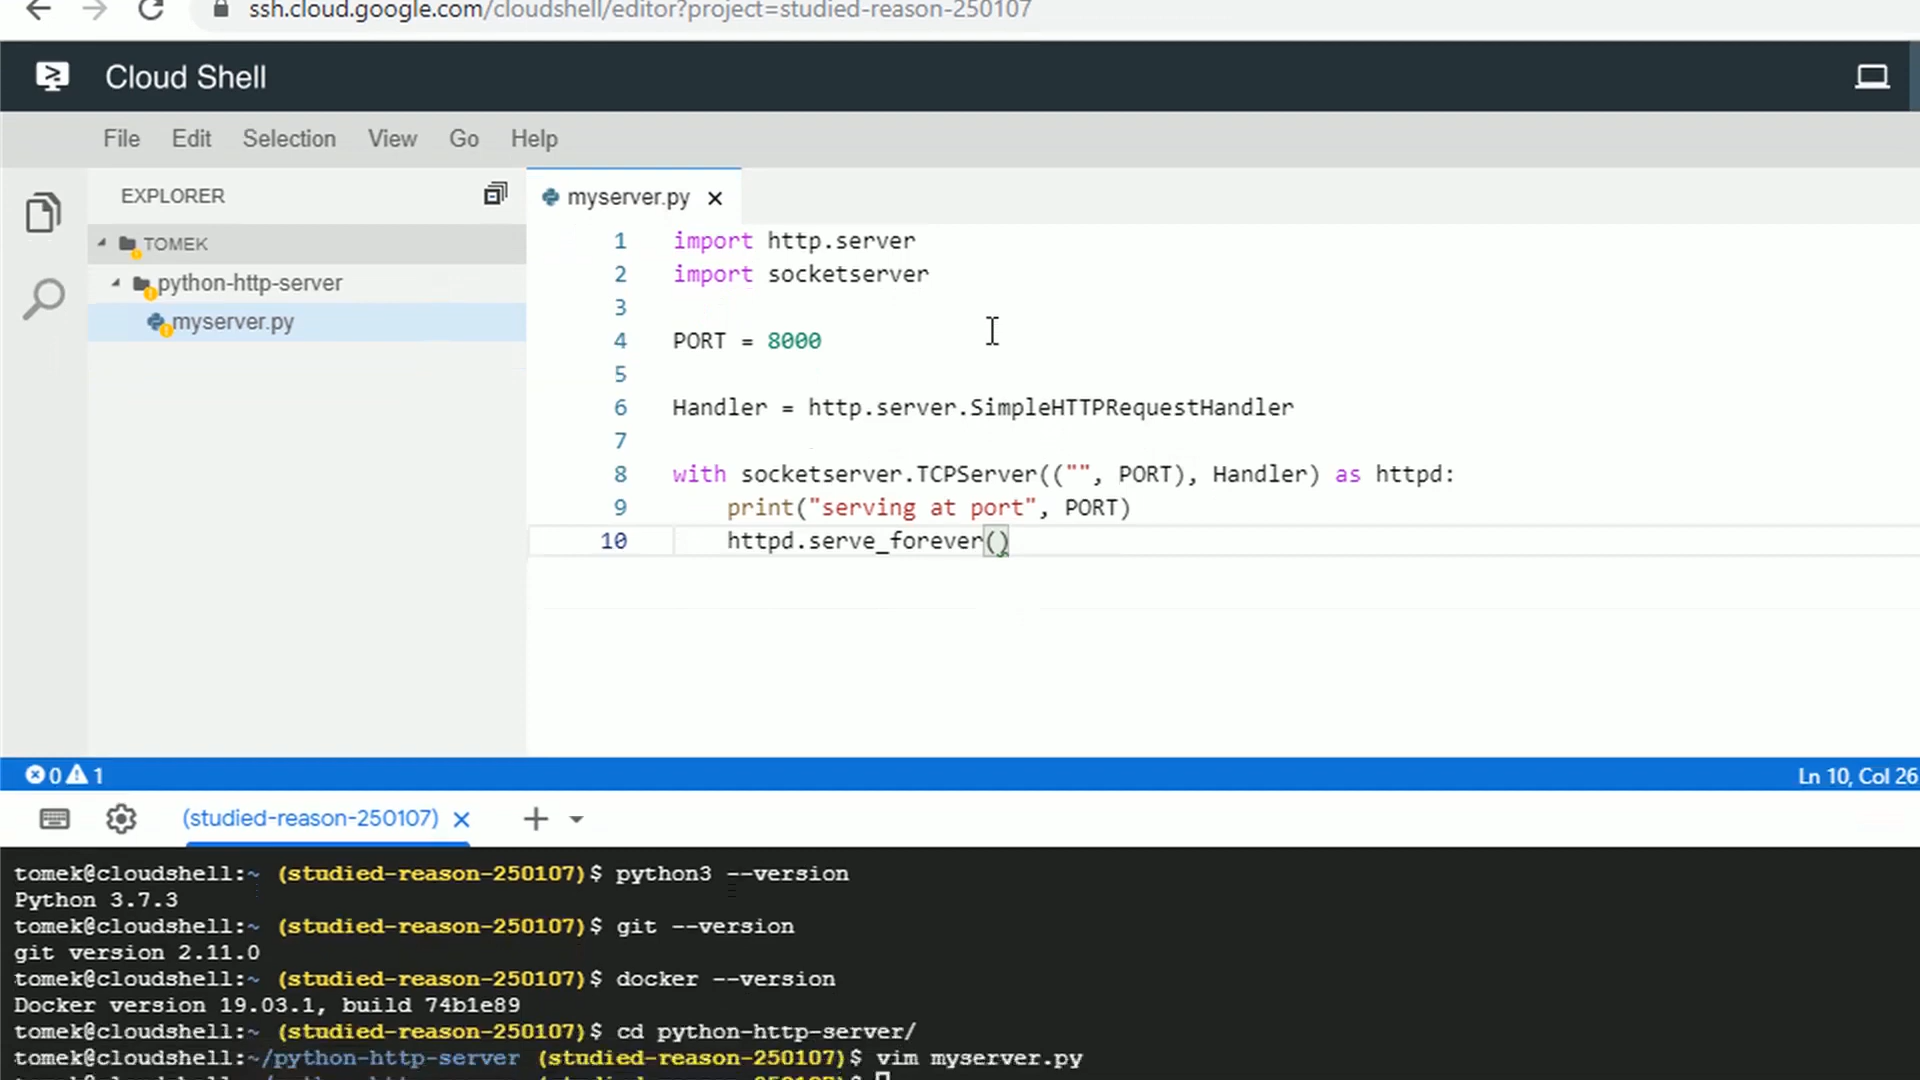 ssh.cloud.google.com/cloudshell/editor?project=studied-reason-250107
Cloud Shell
File Edit Selection View Go Help
EXPLORER
TOMEK
python-http-server
myserver.py
myserver.py
1 import http.server
2 import socketserver
3
4 PORT = 8000
5
6 Handler = http.server.SimpleHTTPRequestHandler
7
8 with socketserver.TCPServer(("", PORT), Handler) as httpd:
9 print("serving at port", PORT)
10 httpd.serve_forever()
0 1
Ln 10, Col 26
(studied-reason-250107)
tomek@cloudshell:~ (studied-reason-250107)$ python3 --version
Python 3.7.3
tomek@cloudshell:~ (studied-reason-250107)$ git --version
git version 2.11.0
tomek@cloudshell:~ (studied-reason-250107)$ docker --version
Docker version 19.03.1, build 74b1e89
tomek@cloudshell:~ (studied-reason-250107)$ cd python-http-server/
tomek@cloudshell:~/python-http-server (studied-reason-250107)$ vim myserver.py